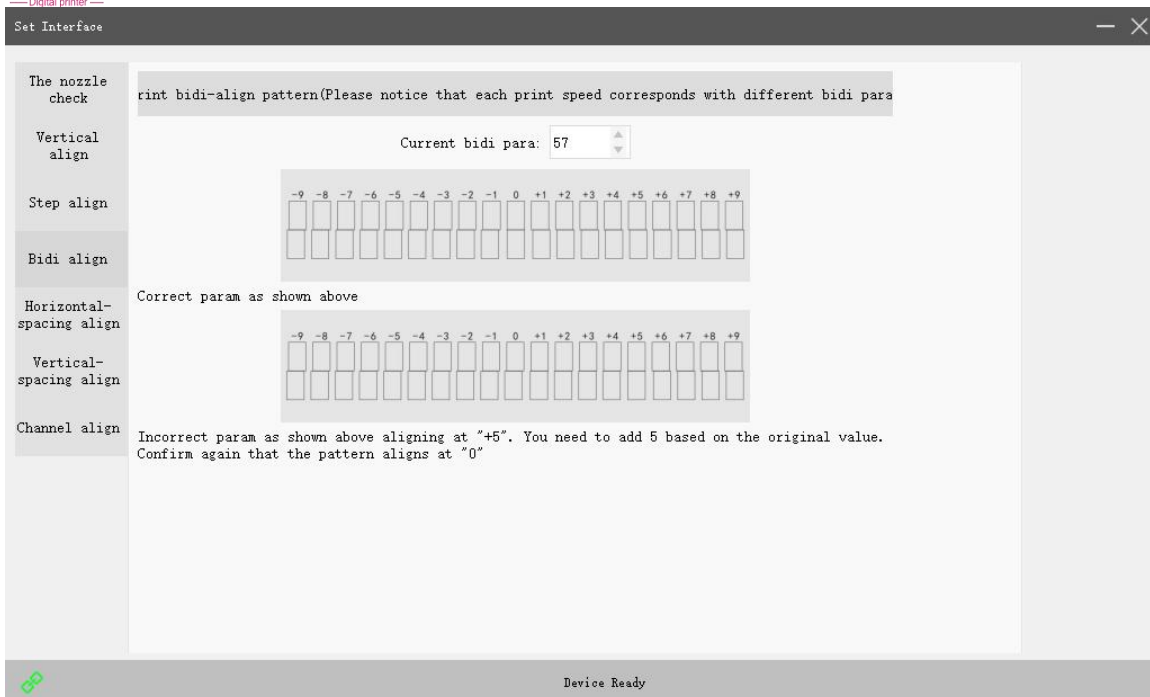 Digital printer
Set Interface
The nozzle
check
Vertical
align
Step align
Bidi align
Horizontal-
spacing align
Vertical-
spacing align
Channel align
rint bidi-align pattern(Please notice that each print speed corresponds with different bidi para
Current bidi para: 57
-9 -8 -7 -6 -5 -4 -3 -2 -1 0 +1 +2 +3 +4 +5 +6 +7 +8 +9
Correct param as shown above
-9 -8 -7 -6 -5 -4 -3 -2 -1 0 +1 +2 +3 +4 +5 +6 +7 +8 +9
Incorrect param as shown above aligning at "+5". You need to add 5 based on the original value.
Confirm again that the pattern aligns at "0"
Device Ready